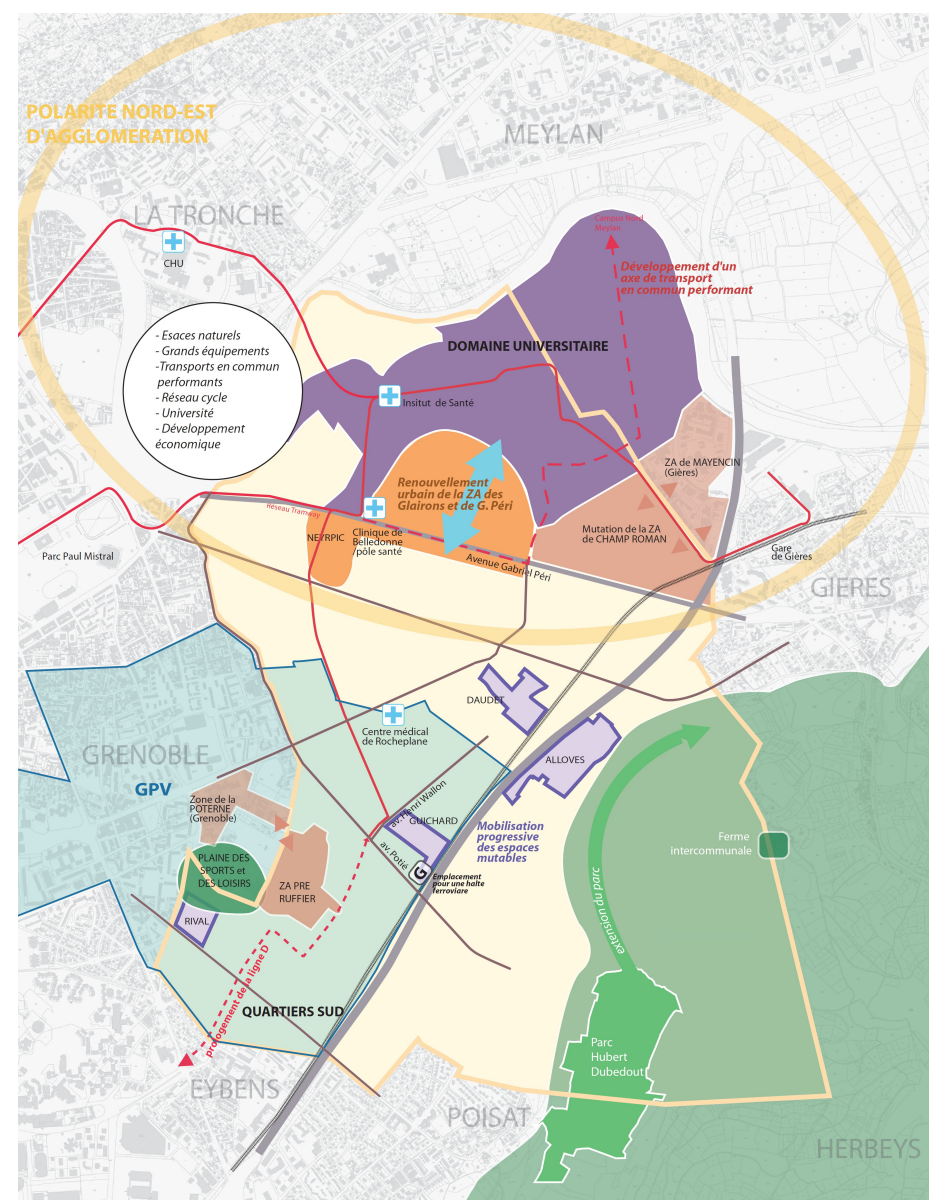 POLARITE NORD-EST
D'AGGLOMERATION
MEYLAN
LA TRONCHE
CHU
Campus Nord
Meylan
Développement d'un
axe de transport
en commun performant
- Esaces naturels
- Grands équipements
-Transports en commun
performants
- Réseau cycle
- Université
- Développement
économique
DOMAINE UNIVERSITAIRE
Insitut de Santé
ZA de MAYENCIN
(Gières)
Renouvellement
urbain de la ZA des
Glairons et de G. Péri
Réseau Tramway
NEYRPIC
Clinique de
Belledonne
/pôle santé
Mutation de la ZA
de CHAMP ROMAN
Parc Paul Mistral
Gare
de Gières
Avenue Gabriel Péri
GIERES
DAUDET
Centre médical
de Rocheplane
GRENOBLE
GPV
ALLOVES
Zone de la
POTERNE
(Grenoble)
av. Henri Wallon
GUICHARD
Mobilisation
progressive
des espaces
mutables
Ferme
intercommunale
av. Potié
G
Emplacement
pour une halte
ferroviare
PLAINE DES
SPORTS et
DES LOISIRS
ZA PRE
RUFFIER
RIVAL
extension du parc
prologement de la ligne D
QUARTIERS SUD
Parc
Hubert
Dubedout
EYBENS
POISAT
HERBEYS